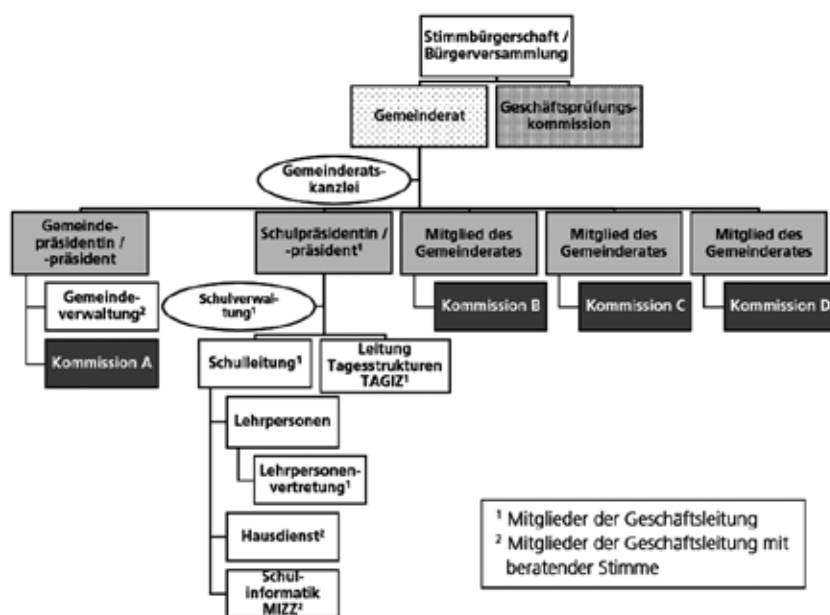 Stimmbürgerschaft /
Bürgerversammlung
Gemeinderat
Geschäftsprüfungs-
kommission
Gemeinderats-
kanzlei
Gemeinde-
präsidentin /
-präsident
Schulpräsidentin /
-präsident¹
Mitglied des
Gemeinderates
Mitglied des
Gemeinderates
Mitglied des
Gemeinderates
Gemeinde-
verwaltung²
Kommission A
Schulverwal-
tung¹
Kommission B
Kommission C
Kommission D
Schulleitung¹
Leitung
Tagesstrukturen
TAGIZ¹
Lehrpersonen
Lehrpersonen-
vertretung¹
Hausdienst²
Schul-
informatik
MIZZ²
¹ Mitglieder der Geschäftsleitung
² Mitglieder der Geschäftsleitung mit
beratender Stimme